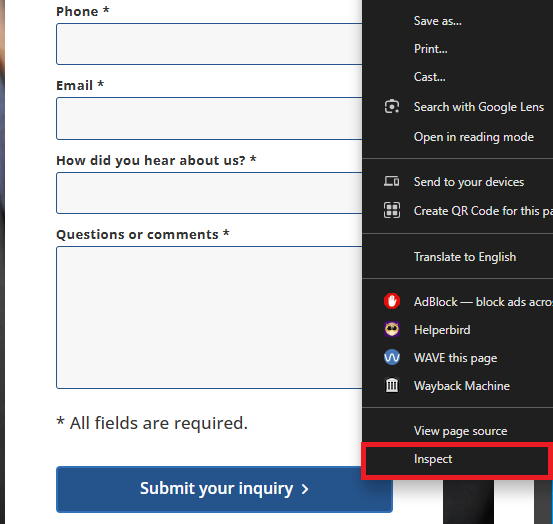 Phone *
Email *
How did you hear about us? *
Questions or comments *
* All fields are required.
Submit your inquiry
Save as...
Print...
Cast...
Search with Google Lens
Open in reading mode
Send to your devices
Create QR Code for this
Translate to English
AdBlock — block ads
Helperbird
WAVE this page
Wayback Machine
View page source
Inspect